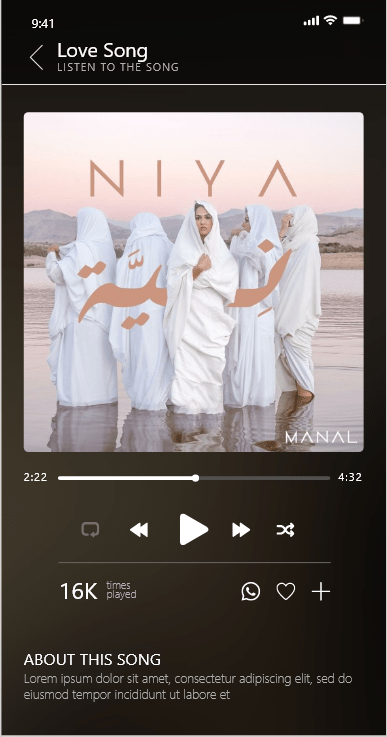 9:41
Love Song
LISTEN TO THE SONG
NIYA
نِيَّة
MANAL
2:22
4:32
16K
times
played
ABOUT THIS SONG
Lorem ipsum dolor sit amet, consectetur adipiscing elit, sed do
eiusmod tempor incididunt ut labore et